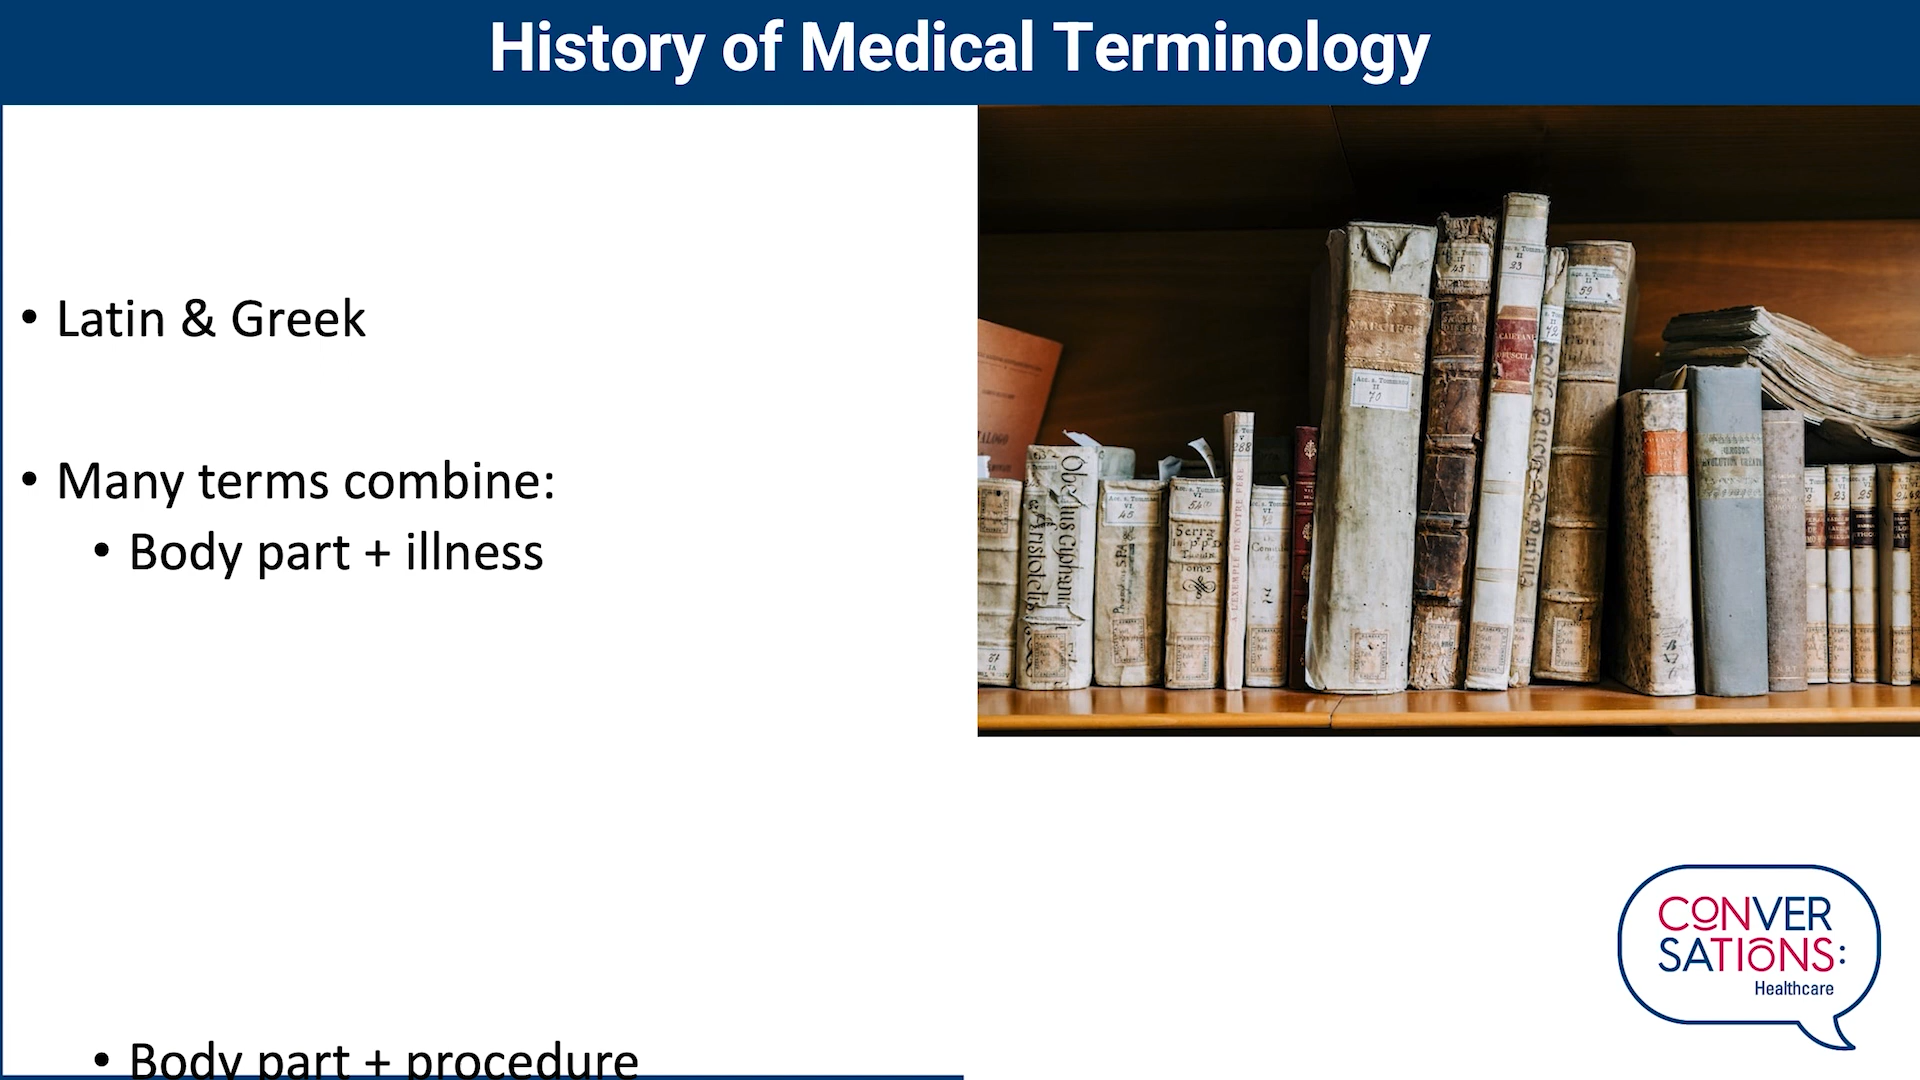 History of Medical Terminology
• Latin & Greek
• Many terms combine:
• Body part + illness
• Body part + procedure
CONVER
SATIONS:
Healthcare